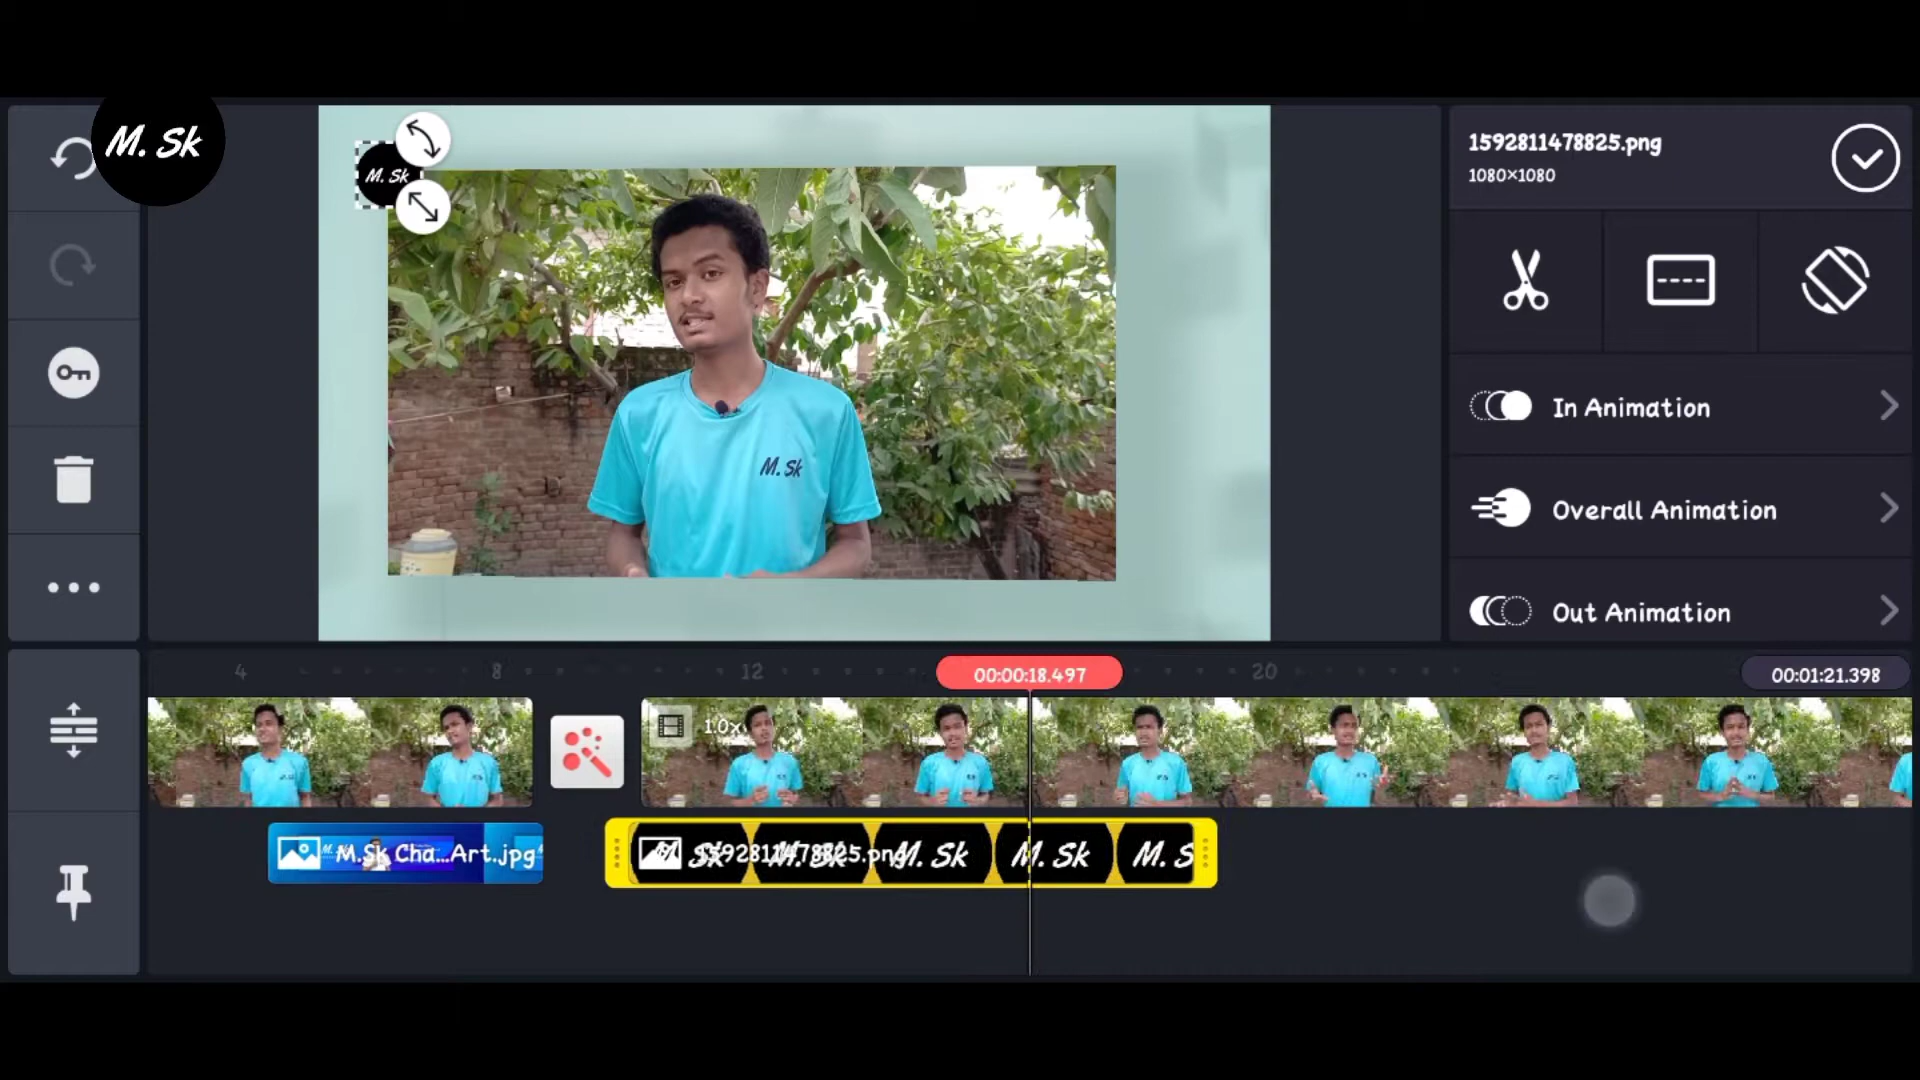 M. Sk
M. Sk
M. Sk
1592811478825.png
1080×1080
In Animation
Overall Animation
Out Animation
4
8
12
00:00:18.497
20
00:01:21.398
1.0x
M.Sk Cha...Art.jpg
1592811478825.png
M. Sk
M. Sk
M. S